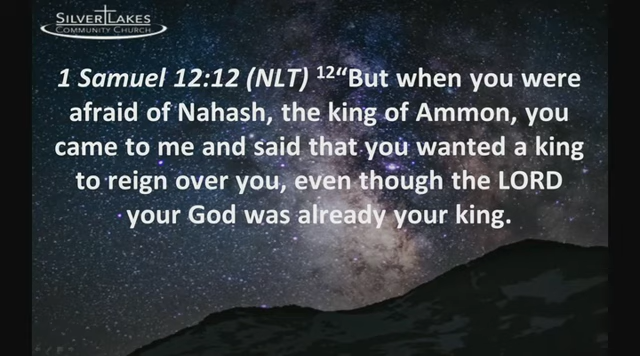 SILVER LAKES
COMMUNITY CHURCH
1 Samuel 12:12 (NLT) 12“But when you were
afraid of Nahash, the king of Ammon, you
came to me and said that you wanted a king
to reign over you, even though the LORD
your God was already your king.